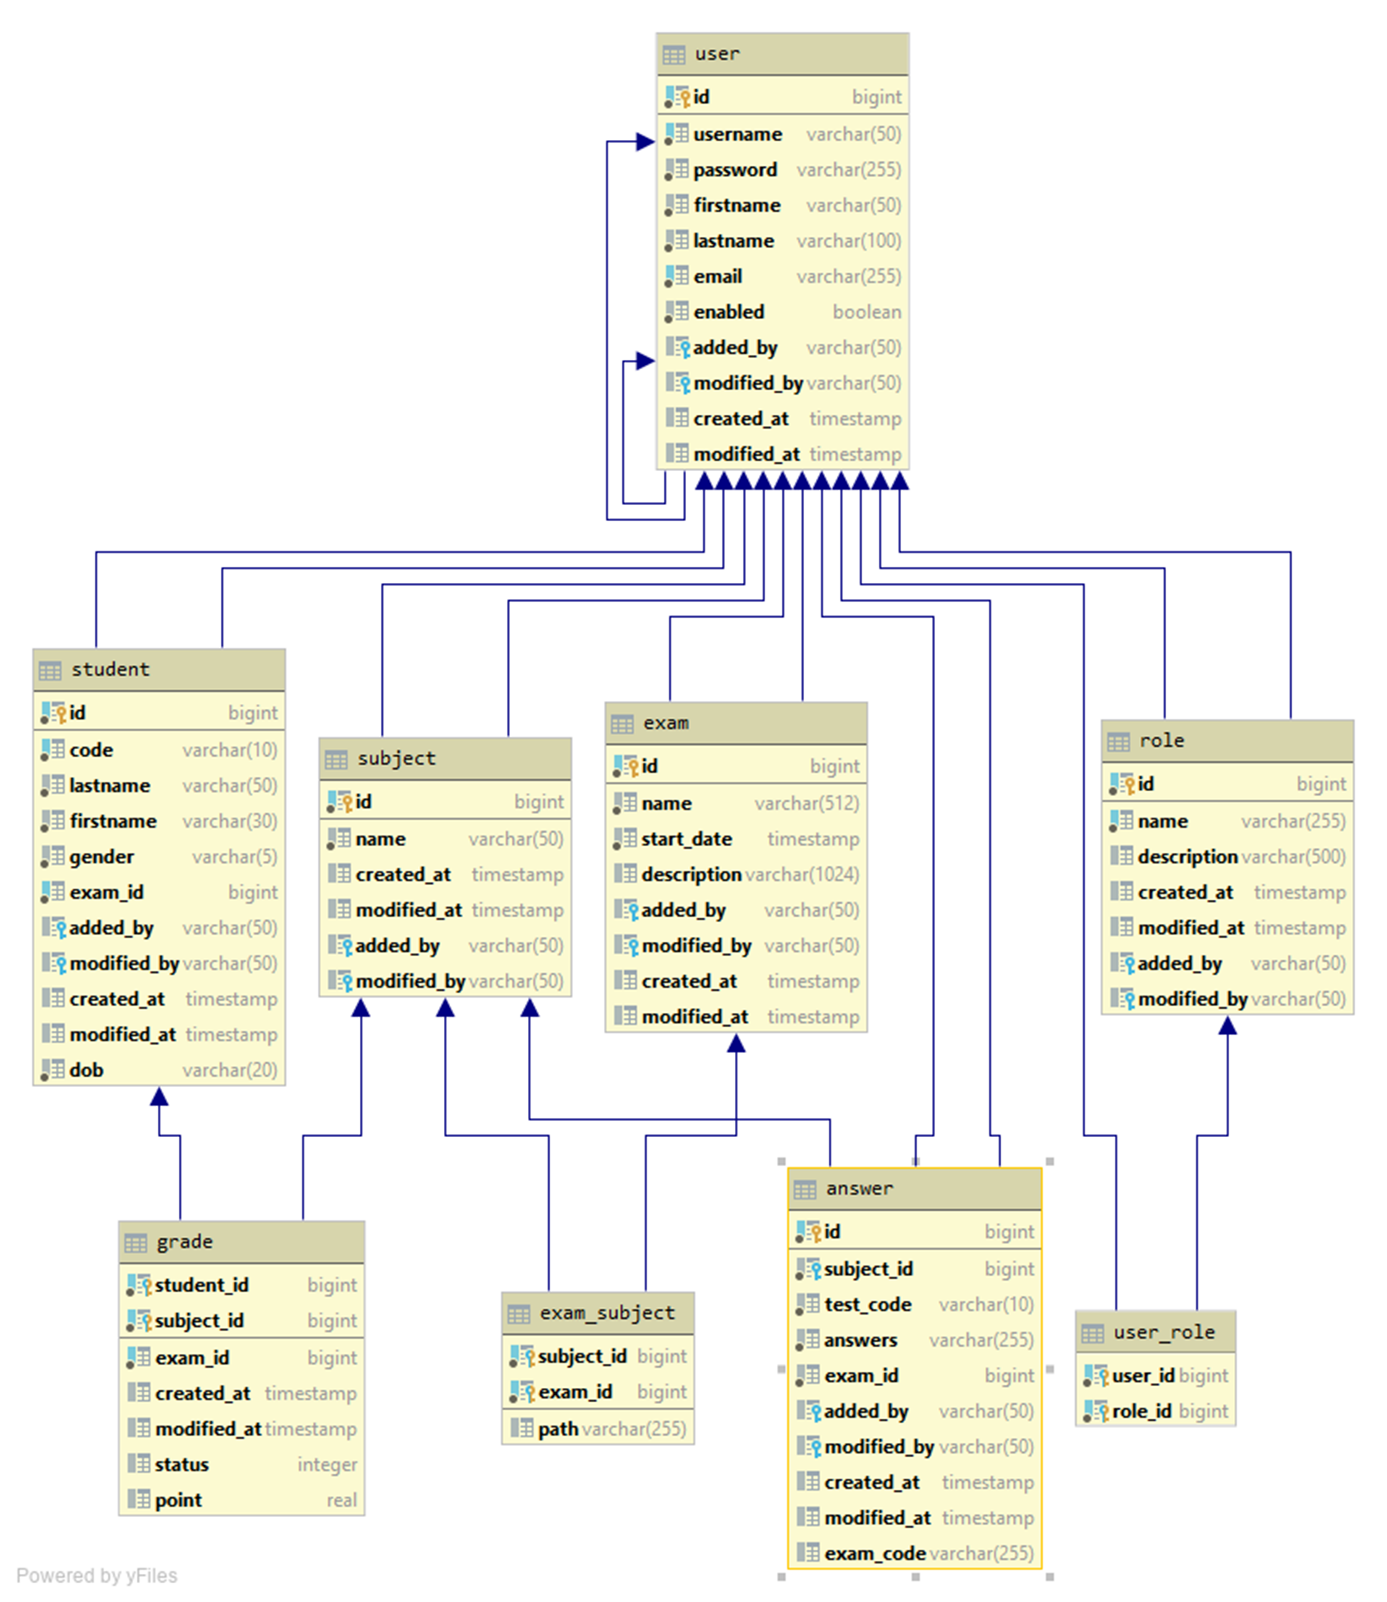 user
id bigint
username varchar(50)
password varchar(255)
firstname varchar(50)
lastname varchar(100)
email varchar(255)
enabled boolean
added_by varchar(50)
modified_by varchar(50)
created_at timestamp
modified_at timestamp
student
id bigint
code varchar(10)
lastname varchar(50)
firstname varchar(30)
gender varchar(5)
exam_id bigint
added_by varchar(50)
modified_by varchar(50)
created_at timestamp
modified_at timestamp
dob varchar(20)
subject
id bigint
name varchar(50)
created_at timestamp
modified_at timestamp
added_by varchar(50)
modified_by varchar(50)
exam
id bigint
name varchar(512)
start_date timestamp
description varchar(1024)
added_by varchar(50)
modified_by varchar(50)
created_at timestamp
modified_at timestamp
role
id bigint
name varchar(255)
description varchar(500)
created_at timestamp
modified_at timestamp
added_by varchar(50)
modified_by varchar(50)
grade
student_id bigint
subject_id bigint
exam_id bigint
created_at timestamp
modified_at timestamp
status integer
point real
exam_subject
subject_id bigint
exam_id bigint
path varchar(255)
answer
id bigint
subject_id bigint
test_code varchar(10)
answers varchar(255)
exam_id bigint
added_by varchar(50)
modified_by varchar(50)
created_at timestamp
modified_at timestamp
exam_code varchar(255)
user_role
user_id bigint
role_id bigint
Powered by yFiles